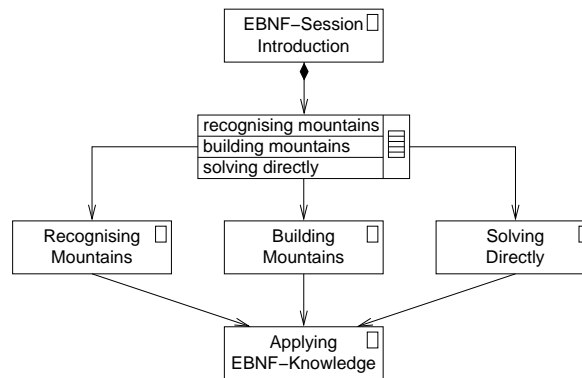 EBNF−Session
Introduction
recognising mountains
building mountains
solving directly
Recognising
Mountains
Building
Mountains
Solving
Directly
Applying
EBNF−Knowledge